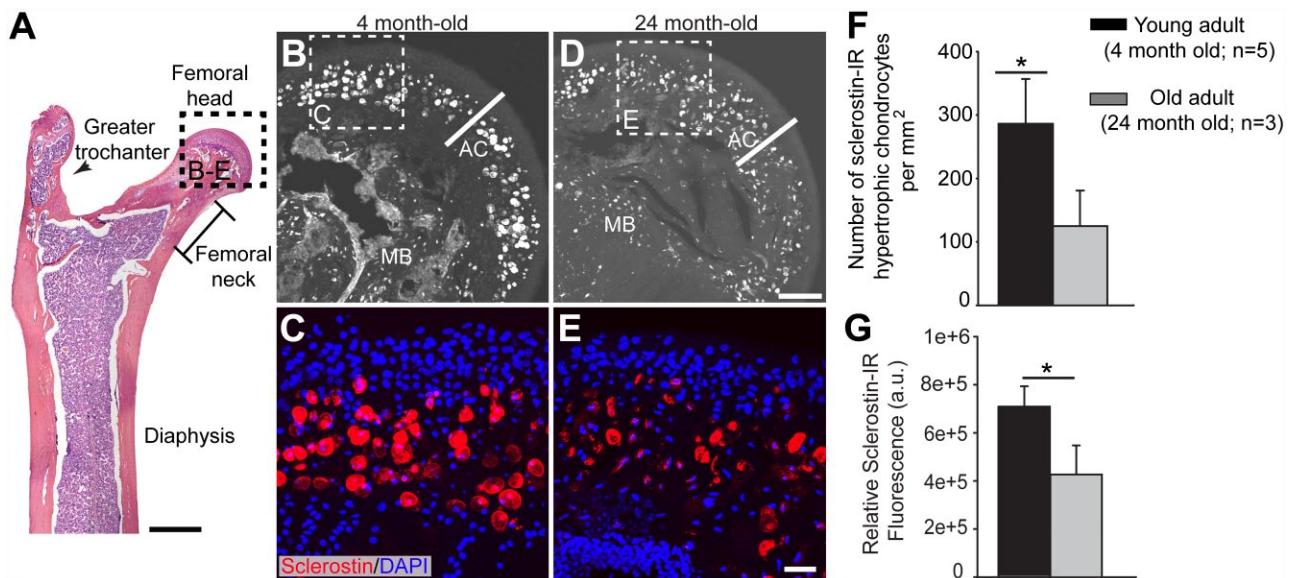 A
Femoral
head
Greater
trochanter
B-E
Femoral
neck
Diaphysis
4 month-old
24 month-old
B
C
AC
MB
D
E
AC
MB
C
Sclerostin/DAPI
E
F
Number of sclerostin-IR
hypertrophic chondrocytes
per mm²
400
300
200
100
0
*
Young adult
(4 month old; n=5)
Old adult
(24 month old; n=3)
G
Relative Sclerostin-IR
Fluorescence (a.u.)
1e+6
8e+5
6e+5
4e+5
2e+5
0
*